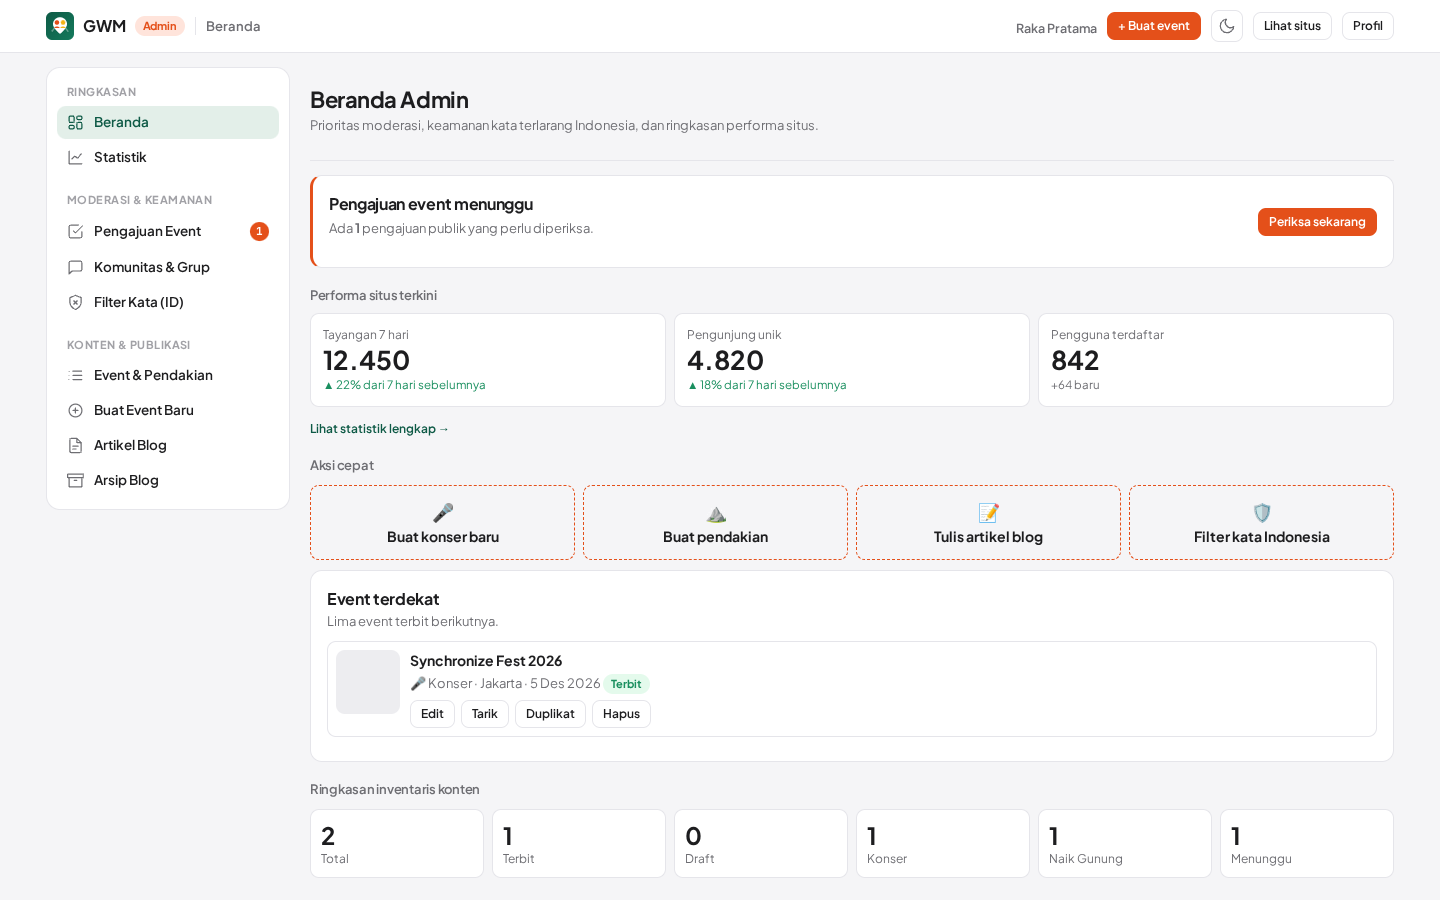 GWM Admin Beranda
Raka Pratama + Buat event Lihat situs Profil
RINGKASAN
Beranda
Statistik
MODERASI & KEAMANAN
Pengajuan Event 1
Komunitas & Grup
Filter Kata (ID)
KONTEN & PUBLIKASI
Event & Pendakian
Buat Event Baru
Artikel Blog
Arsip Blog
Beranda Admin
Prioritas moderasi, keamanan kata terlarang Indonesia, dan ringkasan performa situs.
Pengajuan event menunggu
Ada 1 pengajuan publik yang perlu diperiksa.
Periksa sekarang
Performa situs terkini
Tayangan 7 hari
12.450
▲ 22% dari 7 hari sebelumnya
Pengunjung unik
4.820
▲ 18% dari 7 hari sebelumnya
Pengguna terdaftar
842
+64 baru
Lihat statistik lengkap →
Aksi cepat
Buat konser baru
Buat pendakian
Tulis artikel blog
Filter kata Indonesia
Event terdekat
Lima event terbit berikutnya.
Synchronize Fest 2026
🎤 Konser · Jakarta · 5 Des 2026 Terbit
Edit Tarik Duplikat Hapus
Ringkasan inventaris konten
2
Total
1
Terbit
0
Draft
1
Konser
1
Naik Gunung
1
Menunggu